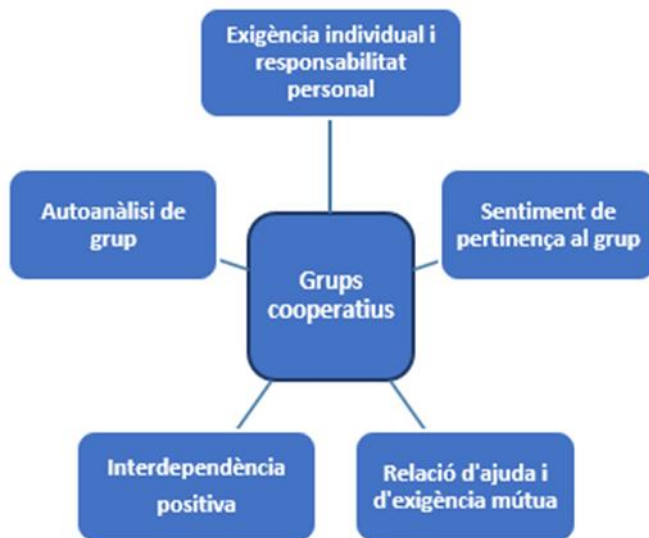 Exigència individual i
responsabilitat
personal
Autoanàlisi de
grup
Sentiment de
pertinença al grup
Grups
cooperatius
Interdependència
positiva
Relació d'ajuda i
d'exigència mútua